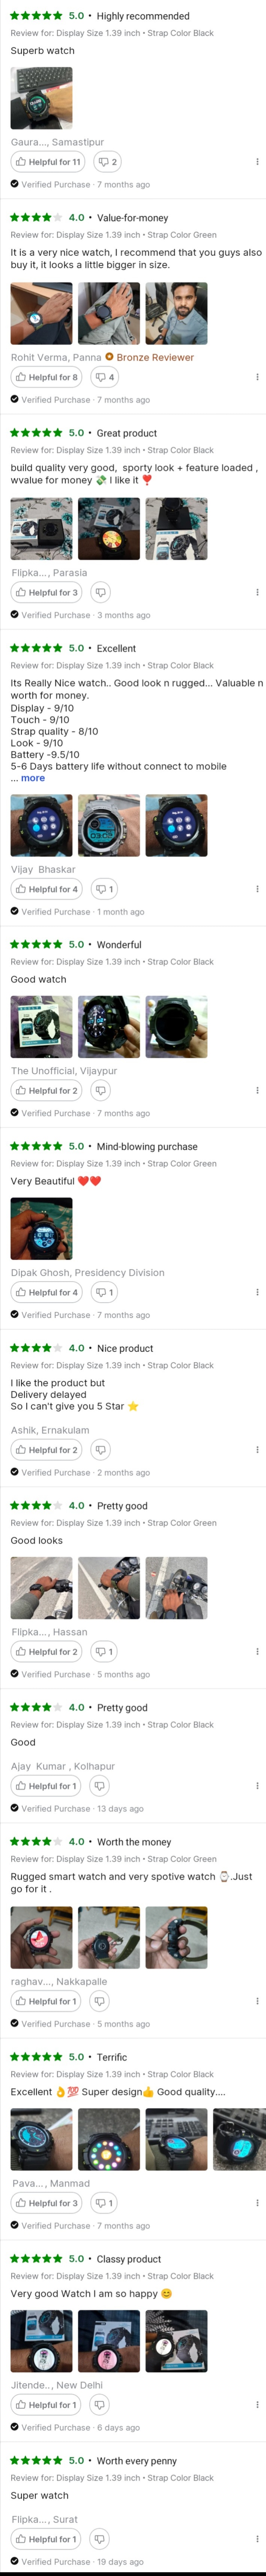 ★★★★★ 5.0 • Highly recommended
Review for: Display Size 1.39 inch • Strap Color Black
Superb watch
Gaura..., Samastipur
Helpful for 11 2
Verified Purchase · 7 months ago
★★★★★ 4.0 • Value-for-money
Review for: Display Size 1.39 inch • Strap Color Green
It is a very nice watch, I recommend that you guys also
buy it, it looks a little bigger in size.
Rohit Verma, Panna Bronze Reviewer
Helpful for 8 4
Verified Purchase · 7 months ago
★★★★★ 5.0 • Great product
Review for: Display Size 1.39 inch • Strap Color Black
build quality very good, sporty look + feature loaded ,
wvalue for money 💸 I like it ❣️
Flipka..., Parasia
Helpful for 3
Verified Purchase · 3 months ago
★★★★★ 5.0 • Excellent
Review for: Display Size 1.39 inch • Strap Color Black
Its Really Nice watch.. Good look n rugged... Valuable n
worth for money.
Display - 9/10
Touch - 9/10
Strap quality - 8/10
Look - 9/10
Battery -9.5/10
5-6 Days battery life without connect to mobile
... more
Vijay Bhaskar
Helpful for 4 1
Verified Purchase · 1 month ago
★★★★★ 5.0 • Wonderful
Review for: Display Size 1.39 inch • Strap Color Black
Good watch
The Unofficial, Vijaypur
Helpful for 2
Verified Purchase · 7 months ago
★★★★★ 5.0 • Mind-blowing purchase
Review for: Display Size 1.39 inch • Strap Color Green
Very Beautiful ❤️❤️
Dipak Ghosh, Presidency Division
Helpful for 4 1
Verified Purchase · 7 months ago
★★★★★ 4.0 • Nice product
Review for: Display Size 1.39 inch • Strap Color Black
I like the product but
Delivery delayed
So I can't give you 5 Star ⭐
Ashik, Ernakulam
Helpful for 2
Verified Purchase · 2 months ago
★★★★★ 4.0 • Pretty good
Review for: Display Size 1.39 inch • Strap Color Green
Good looks
Flipka..., Hassan
Helpful for 2 1
Verified Purchase · 5 months ago
★★★★★ 4.0 • Pretty good
Review for: Display Size 1.39 inch • Strap Color Black
Good
Ajay Kumar , Kolhapur
Helpful for 1
Verified Purchase · 13 days ago
★★★★★ 4.0 • Worth the money
Review for: Display Size 1.39 inch • Strap Color Green
Rugged smart watch and very spotive watch ⌚.Just
go for it .
raghav..., Nakkapalle
Helpful for 1
Verified Purchase · 5 months ago
★★★★★ 5.0 • Terrific
Review for: Display Size 1.39 inch • Strap Color Black
Excellent 👌💯 Super design👍 Good quality....
Pava..., Manmad
Helpful for 3 1
Verified Purchase · 7 months ago
★★★★★ 5.0 • Classy product
Review for: Display Size 1.39 inch • Strap Color Black
Very good Watch I am so happy 😊
Jitende.., New Delhi
Helpful for 1
Verified Purchase · 6 days ago
★★★★★ 5.0 • Worth every penny
Review for: Display Size 1.39 inch • Strap Color Black
Super watch
Flipka..., Surat
Helpful for 1
Verified Purchase · 19 days ago